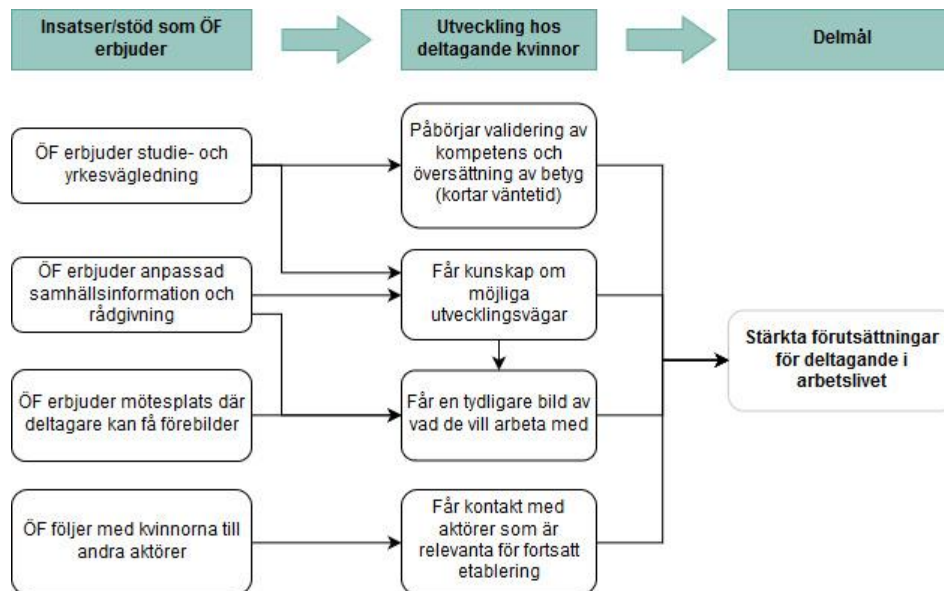 Insatser/stöd som ÖF
erbjuder
Utveckling hos
deltagande kvinnor
Delmål
ÖF erbjuder studie- och
yrkesvägledning
Påbörjar validering av
kompetens och
översättning av betyg
(kortar väntetid)
ÖF erbjuder anpassad
samhällsinformation och
rådgivning
Får kunskap om
möjliga
utvecklingsvägar
Stärkta förutsättningar
för deltagande i
arbetslivet
ÖF erbjuder mötesplats där
deltagare kan få förebilder
Får en tydligare bild av
vad de vill arbeta med
ÖF följer med kvinnorna till
andra aktörer
Får kontakt med
aktörer som är
relevanta för fortsatt
etablering